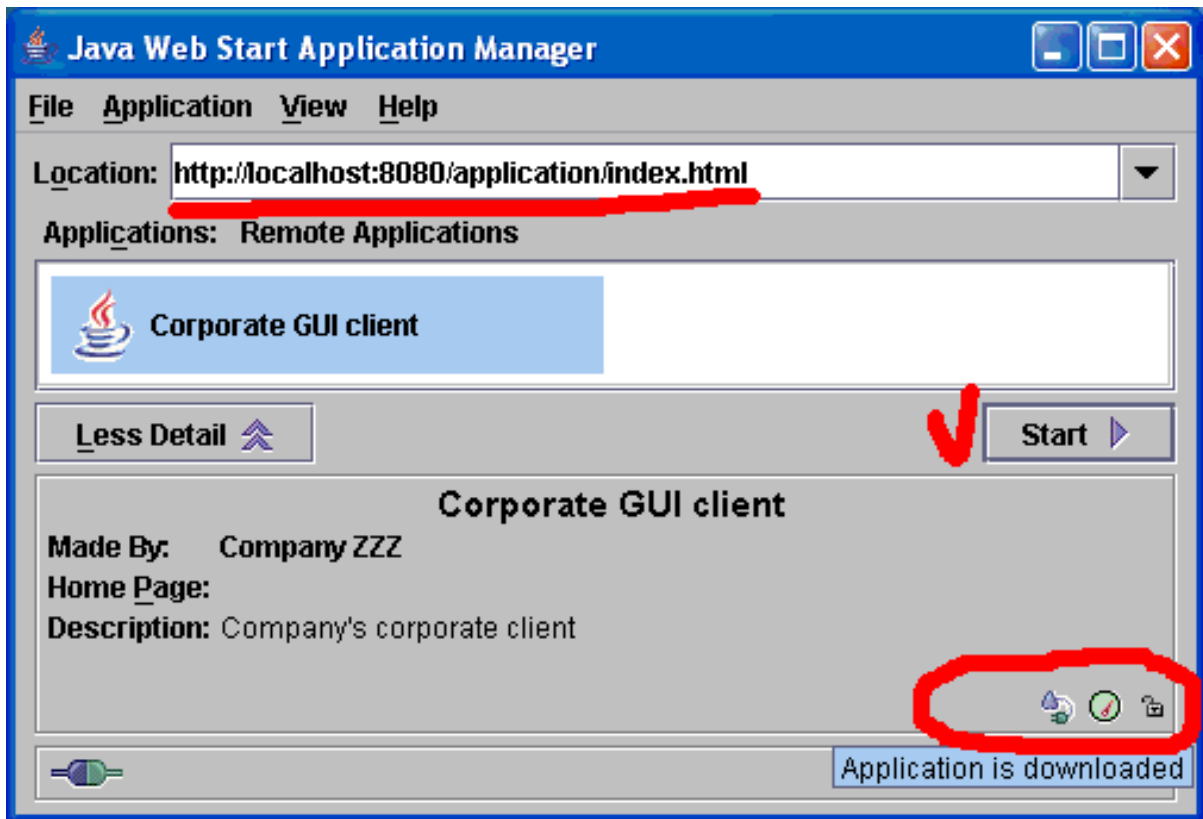 Java Web Start Application Manager
File Application View Help
Location: http://localhost:8080/application/index.html
Applications: Remote Applications
Corporate GUI client
Less Detail Start
Corporate GUI client
Made By: Company ZZZ
Home Page:
Description: Company's corporate client
Application is downloaded